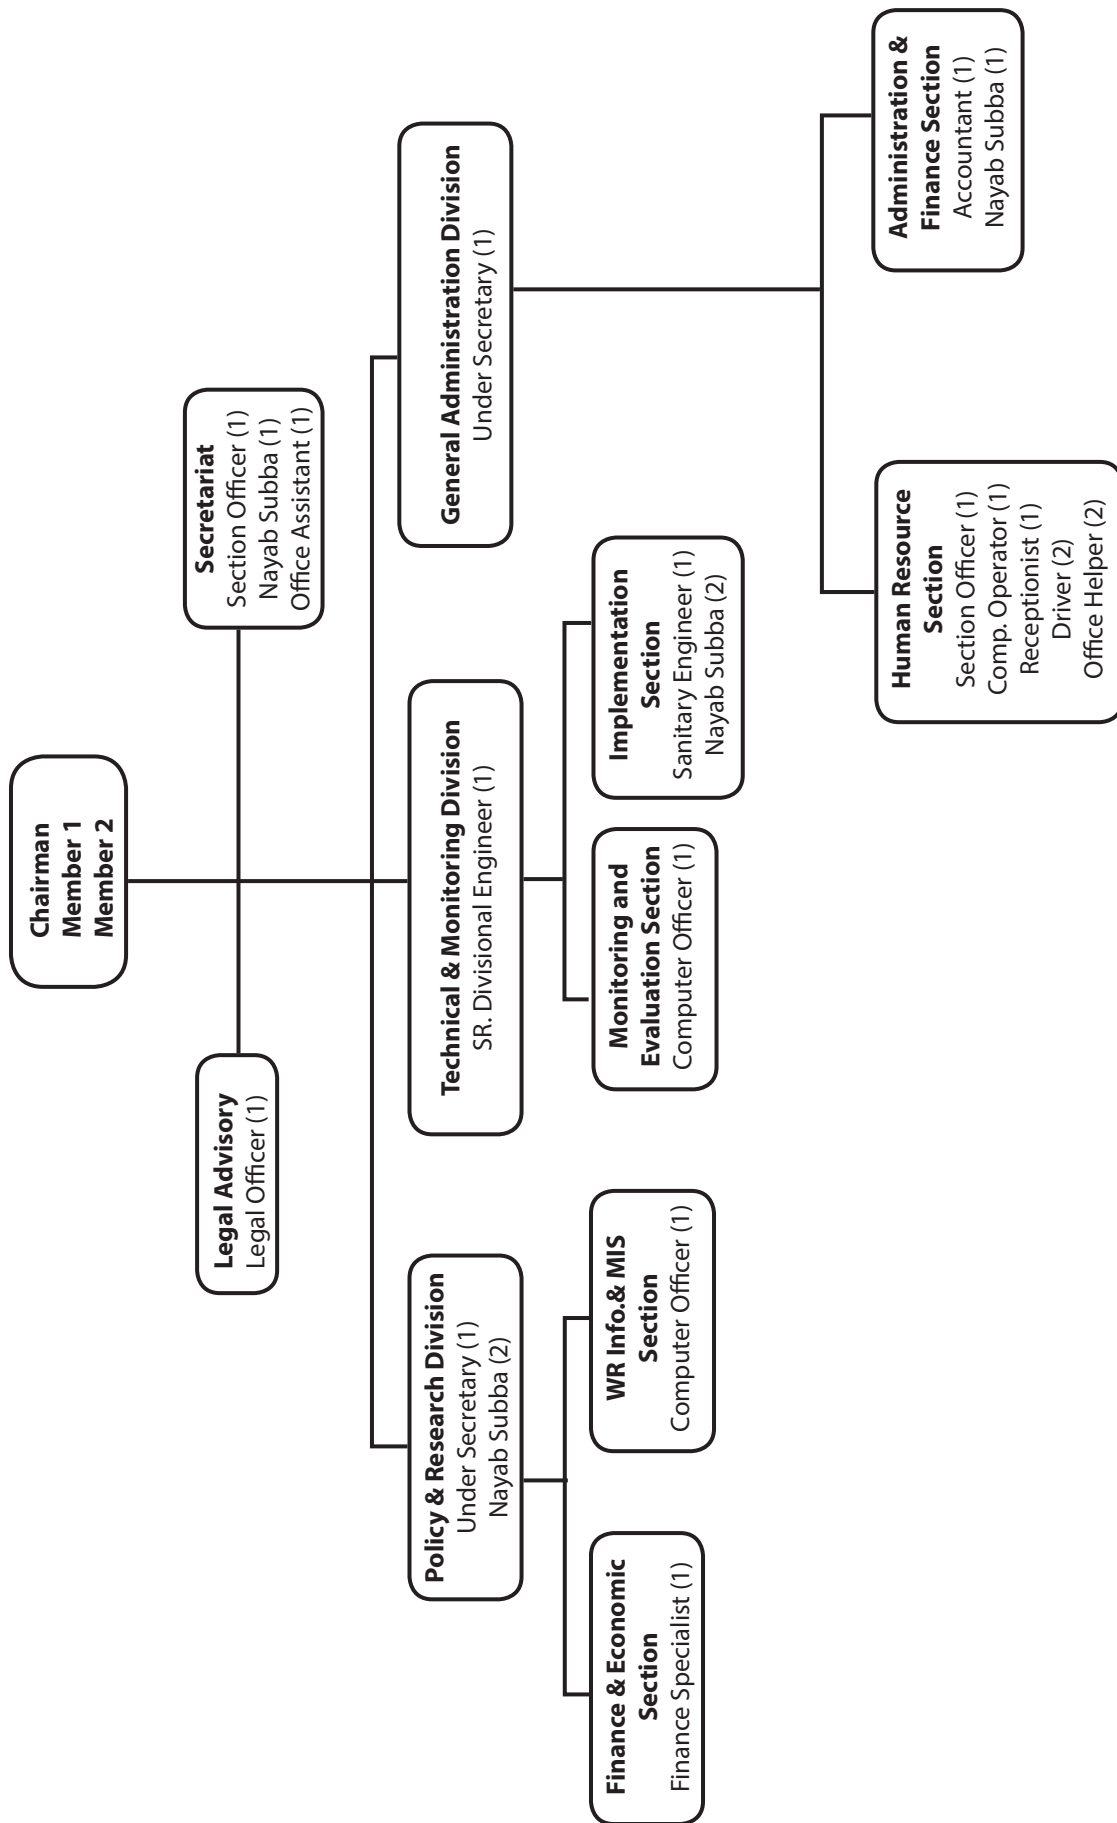 Chairman
Member 1
Member 2
Legal Advisory
Legal Officer (1)
Secretariat
Section Officer (1)
Nayab Subba (1)
Office Assistant (1)
Policy & Research Division
Under Secretary (1)
Nayab Subba (2)
Technical & Monitoring Division
SR. Divisional Engineer (1)
General Administration Division
Under Secretary (1)
Finance & Economic
Section
Finance Specialist (1)
WR Info.& MIS
Section
Computer Officer (1)
Monitoring and
Evaluation Section
Computer Officer (1)
Implementation
Section
Sanitary Engineer (1)
Nayab Subba (2)
Human Resource
Section
Section Officer (1)
Comp. Operator (1)
Receptionist (1)
Driver (2)
Office Helper (2)
Administration &
Finance Section
Accountant (1)
Nayab Subba (1)